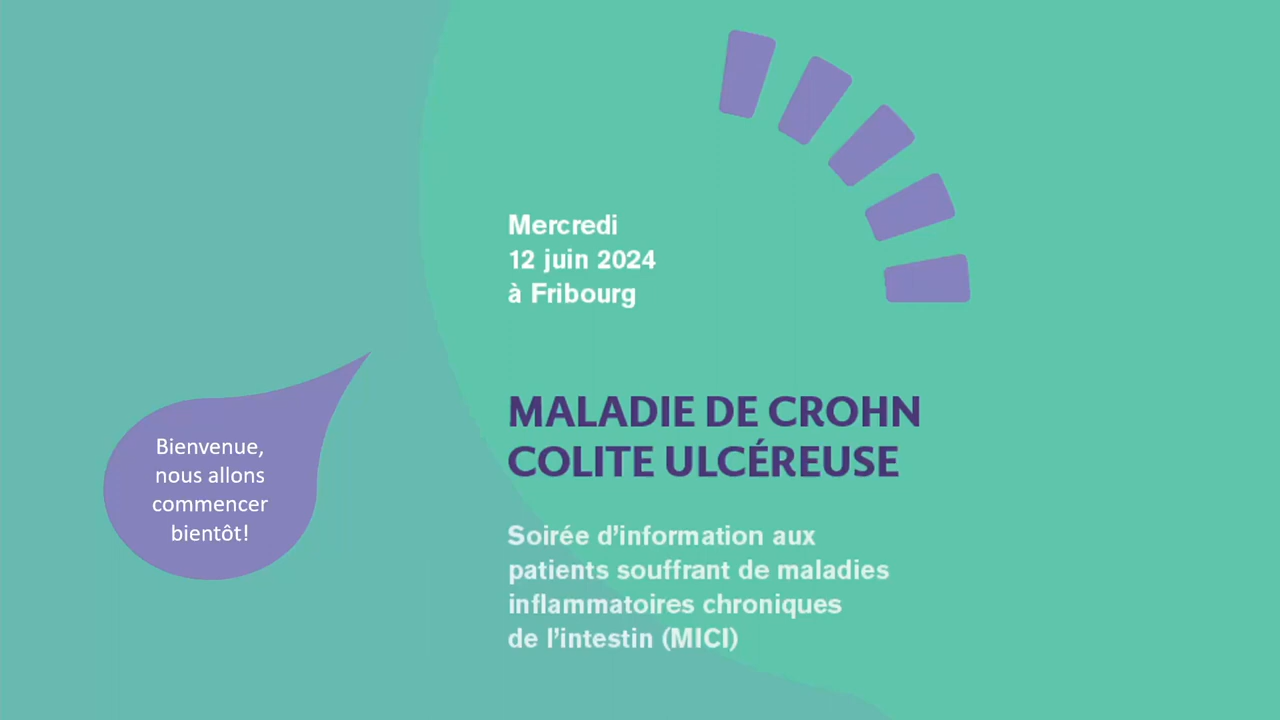 Mercredi
12 juin 2024
à Fribourg
MALADIE DE CROHN
COLITE ULCÉREUSE
Soirée d'information aux
patients souffrant de maladies
inflammatoires chroniques
de l'intestin (MICI)
Bienvenue,
nous allons
commencer
bientôt!